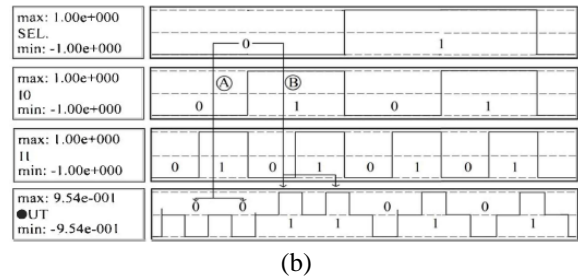 max: 1.00e+000
SEL.
min: -1.00e+000
0 1
max: 1.00e+000
I0
min: -1.00e+000
A B
0 1 0 1
max: 1.00e+000
I1
min: -1.00e+000
0 1 0 1 0 1 0 1
max: 9.54e-001
●UT
min: -9.54e-001
0 0 0 0
1 1 1 1
(b)